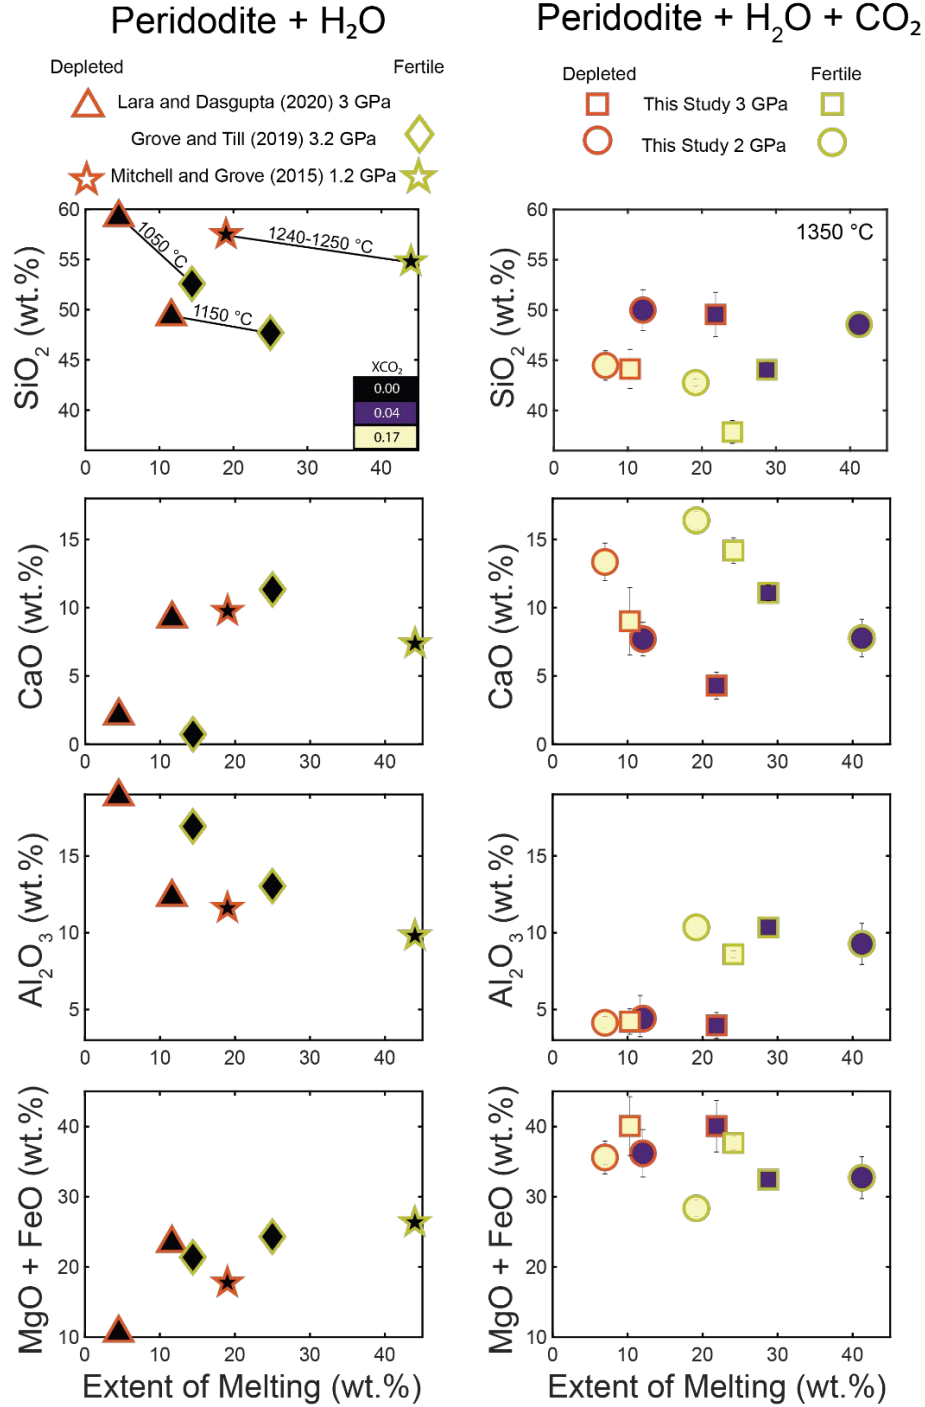 Peridodite + H₂O
Peridodite + H₂O + CO₂
Depleted
Fertile
Lara and Dasgupta (2020) 3 GPa
Grove and Till (2019) 3.2 GPa
Mitchell and Grove (2015) 1.2 GPa
Depleted
Fertile
This Study 3 GPa
This Study 2 GPa
SiO₂ (wt.%)
60
55
50
45
40
1050 °C
1240-1250 °C
1150 °C
XCO₂
0.00
0.04
0.17
0 10 20 30 40
SiO₂ (wt.%)
60
55
50
45
40
1350 °C
0 10 20 30 40
CaO (wt.%)
15
10
5
0
0 10 20 30 40
CaO (wt.%)
15
10
5
0
0 10 20 30 40
Al₂O₃ (wt.%)
15
10
5
0 10 20 30 40
Al₂O₃ (wt.%)
15
10
5
0 10 20 30 40
MgO + FeO (wt.%)
40
30
20
10
0 10 20 30 40
Extent of Melting (wt.%)
MgO + FeO (wt.%)
40
30
20
10
0 10 20 30 40
Extent of Melting (wt.%)